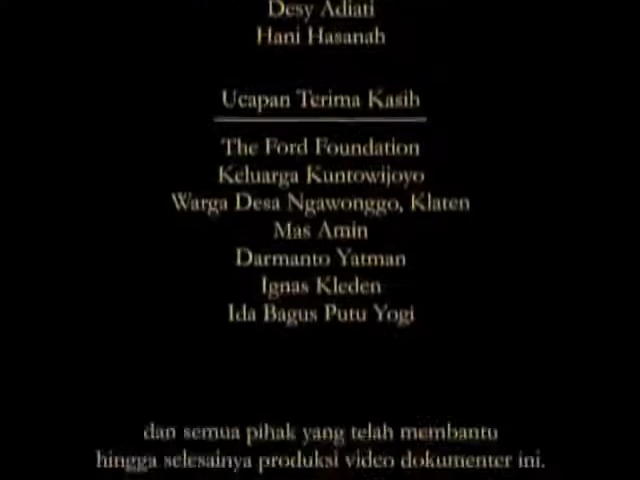 Desy Adiati
Hani Hasanah
Ucapan Terima Kasih
The Ford Foundation
Keluarga Kuntowijoyo
Warga Desa Ngawonggo, Klaten
Mas Amin
Darmanto Yatman
Ignas Kleden
Ida Bagus Putu Yogi
dan semua pihak yang telah membantu
hingga selesainya produksi video dokumenter ini.